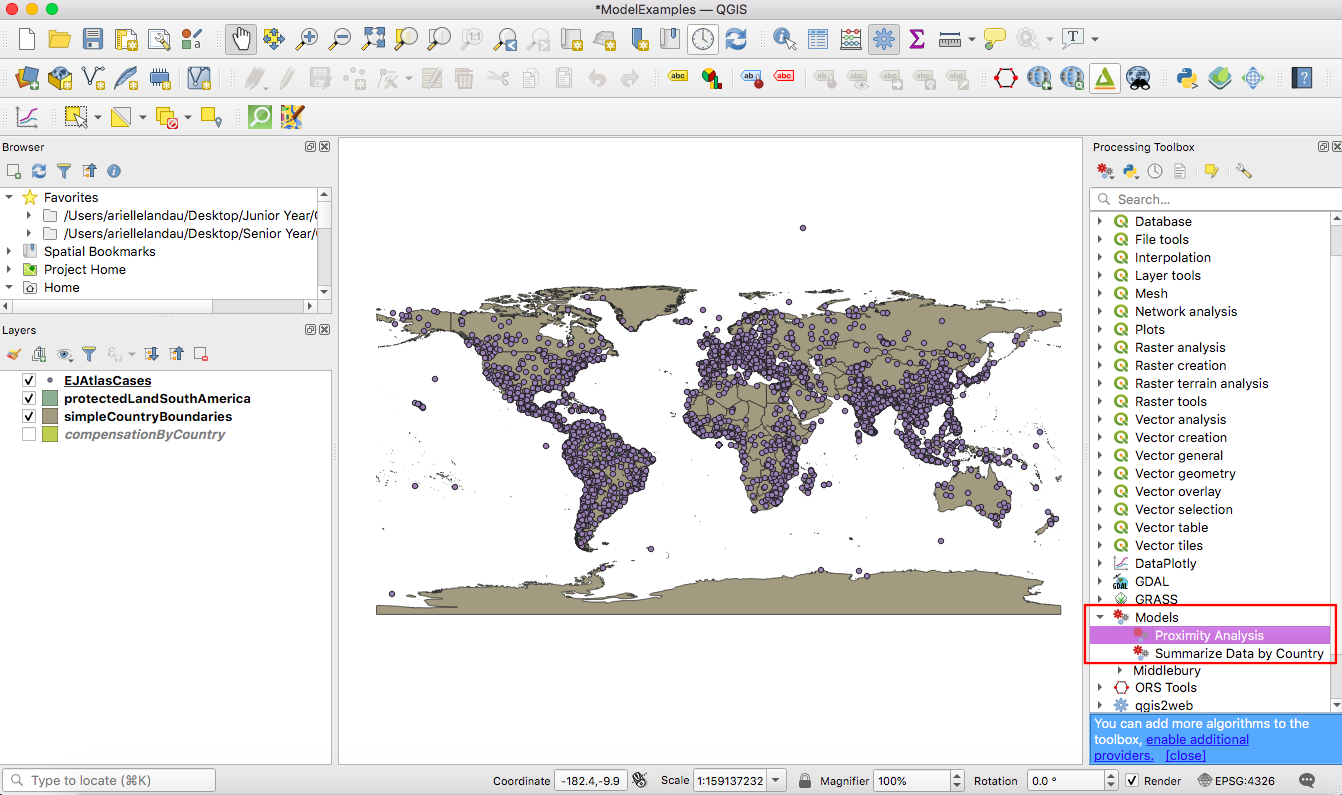 *ModelExamples — QGIS
Browser
Favorites
/Users/ariellelandau/Desktop/Junior Year/
/Users/ariellelandau/Desktop/Senior Year/
Spatial Bookmarks
Project Home
Home
Layers
EJAtlasCases
protectedLandSouthAmerica
simpleCountryBoundaries
compensationByCountry
Processing Toolbox
Search...
Database
File tools
Interpolation
Layer tools
Mesh
Network analysis
Plots
Raster analysis
Raster creation
Raster terrain analysis
Raster tools
Vector analysis
Vector creation
Vector general
Vector geometry
Vector overlay
Vector selection
Vector table
Vector tiles
DataPlotly
GDAL
GRASS
Models
Proximity Analysis
Summarize Data by Country
Middlebury
ORS Tools
qgis2web
You can add more algorithms to the
toolbox, enable additional
providers. [close]
Type to locate (⌘K)
Coordinate -182.4,-9.9 Scale 1:159137232 Magnifier 100% Rotation 0.0 ° Render EPSG:4326